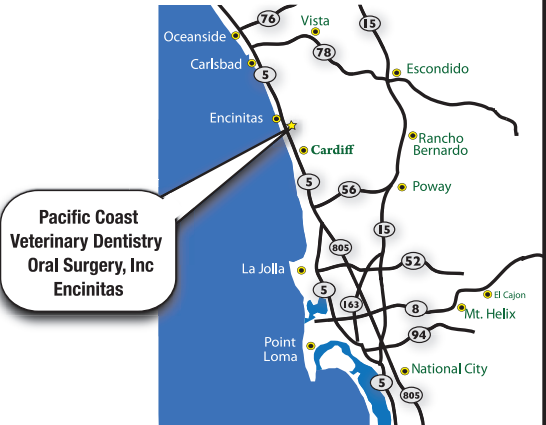 76
Vista
15
Oceanside
78
Carlsbad
5
Escondido
Encinitas
Cardiff
Rancho
Bernardo
5
56
Poway
Pacific Coast
Veterinary Dentistry
Oral Surgery, Inc
Encinitas
15
805
52
La Jolla
5
163
8
El Cajon
Mt. Helix
94
Point
Loma
National City
5
805